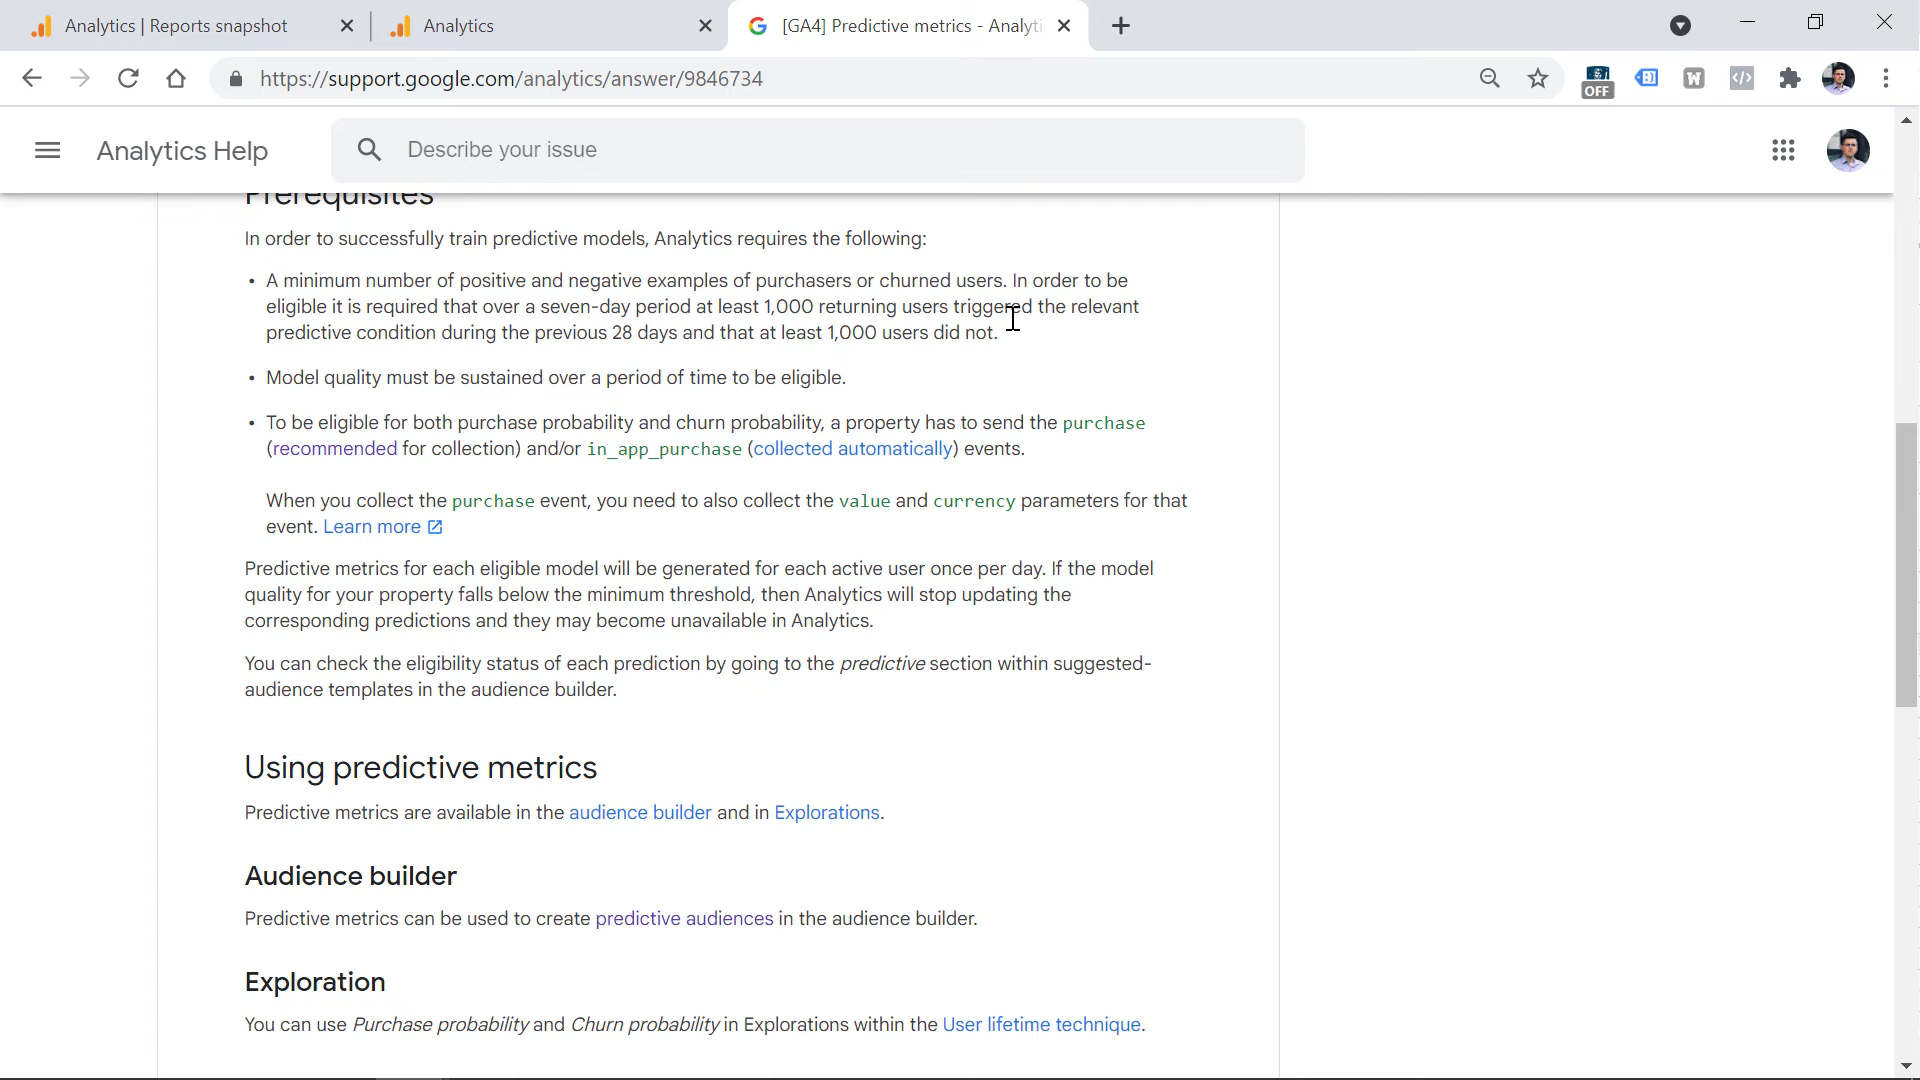 Analytics | Reports snapshot
Analytics
[GA4] Predictive metrics - Analyti
https://support.google.com/analytics/answer/9846734
OFF
W
Analytics Help
Describe your issue
Prerequisites
In order to successfully train predictive models, Analytics requires the following:
• A minimum number of positive and negative examples of purchasers or churned users. In order to be
eligible it is required that over a seven-day period at least 1,000 returning users triggered the relevant
predictive condition during the previous 28 days and that at least 1,000 users did not.
• Model quality must be sustained over a period of time to be eligible.
• To be eligible for both purchase probability and churn probability, a property has to send the purchase
(recommended for collection) and/or in_app_purchase (collected automatically) events.
When you collect the purchase event, you need to also collect the value and currency parameters for that
event. Learn more
Predictive metrics for each eligible model will be generated for each active user once per day. If the model
quality for your property falls below the minimum threshold, then Analytics will stop updating the
corresponding predictions and they may become unavailable in Analytics.
You can check the eligibility status of each prediction by going to the predictive section within suggested-
audience templates in the audience builder.
Using predictive metrics
Predictive metrics are available in the audience builder and in Explorations.
Audience builder
Predictive metrics can be used to create predictive audiences in the audience builder.
Exploration
You can use Purchase probability and Churn probability in Explorations within the User lifetime technique.